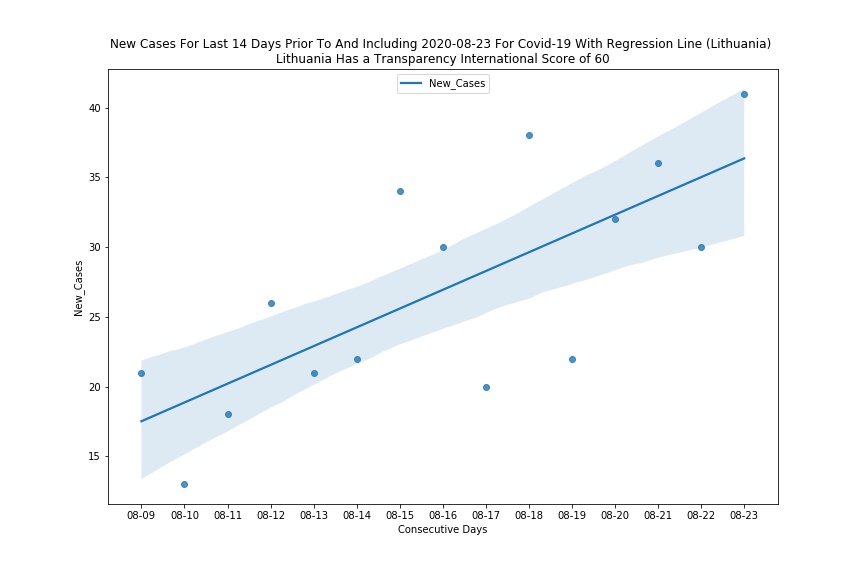 New Cases For Last 14 Days Prior To And Including 2020-08-23 For Covid-19 With Regression Line (Lithuania)
Lithuania Has a Transparency International Score of 60
New_Cases
40
35
30
25
20
15
New_Cases
08-09 08-10 08-11 08-12 08-13 08-14 08-15 08-16 08-17 08-18 08-19 08-20 08-21 08-22 08-23
Consecutive Days